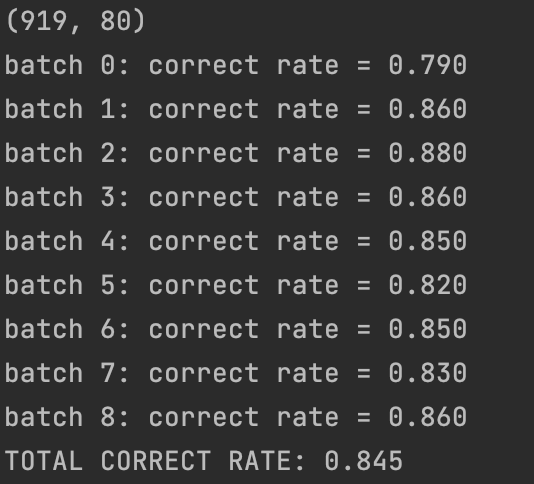 (919, 80)
batch 0: correct rate = 0.790
batch 1: correct rate = 0.860
batch 2: correct rate = 0.880
batch 3: correct rate = 0.860
batch 4: correct rate = 0.850
batch 5: correct rate = 0.820
batch 6: correct rate = 0.850
batch 7: correct rate = 0.830
batch 8: correct rate = 0.860
TOTAL CORRECT RATE: 0.845